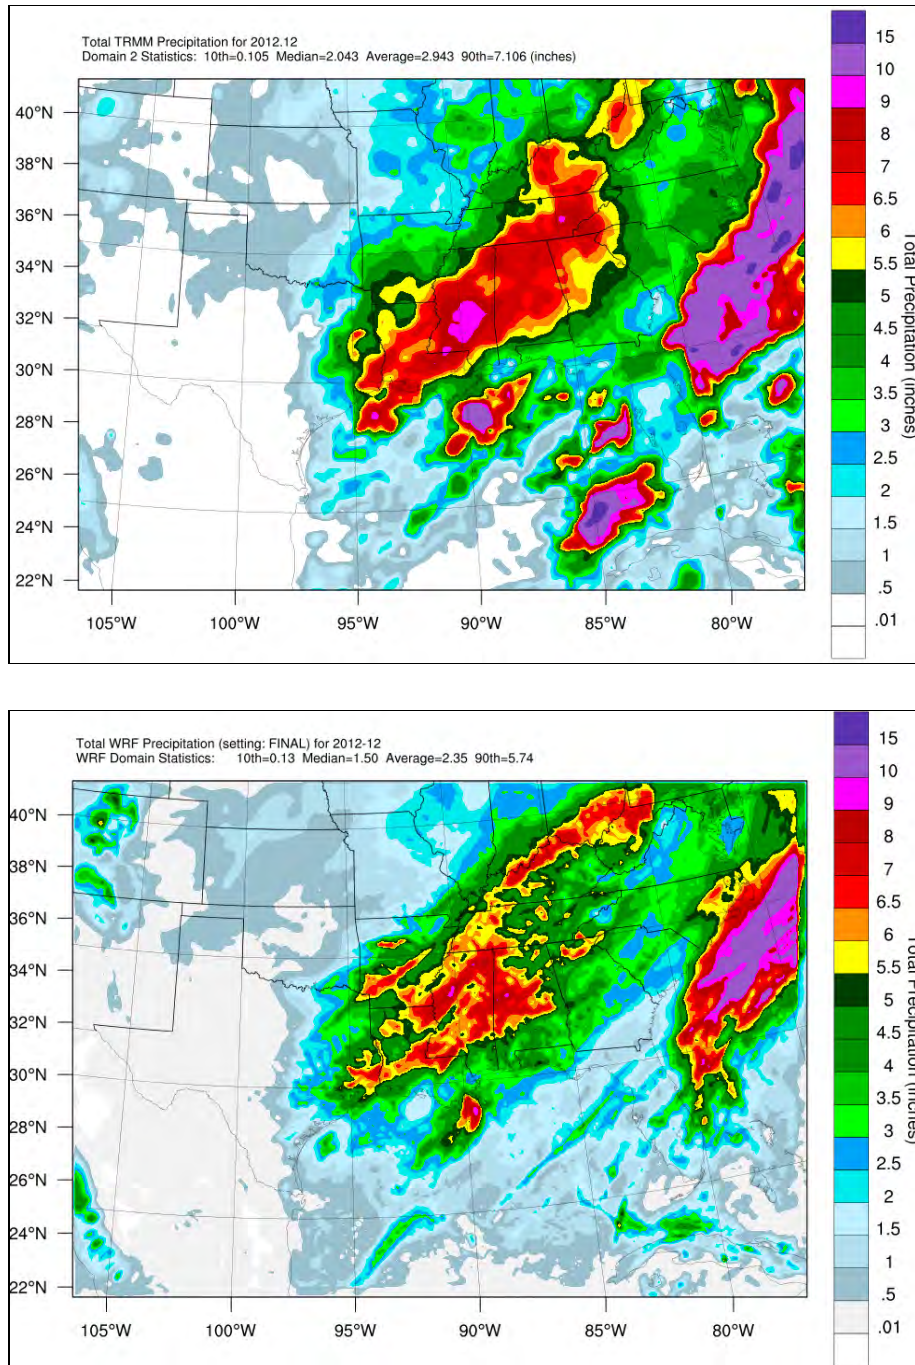 Total TRMM Precipitation for 2012.12
Domain 2 Statistics: 10th=0.105 Median=2.043 Average=2.943 90th=7.106 (inches)
40°N
38°N
36°N
34°N
32°N
30°N
28°N
26°N
24°N
22°N
105°W 100°W 95°W 90°W 85°W 80°W
15
10
9
8
7
6.5
6
5.5
5
4.5
4
3.5
3
2.5
2
1.5
1
.5
.01
Total Precipitation (inches)
Total WRF Precipitation (setting: FINAL) for 2012-12
WRF Domain Statistics: 10th=0.13 Median=1.50 Average=2.35 90th=5.74
40°N
38°N
36°N
34°N
32°N
30°N
28°N
26°N
24°N
22°N
105°W 100°W 95°W 90°W 85°W 80°W
15
10
9
8
7
6.5
6
5.5
5
4.5
4
3.5
3
2.5
2
1.5
1
.5
.01
Total Precipitation (inches)